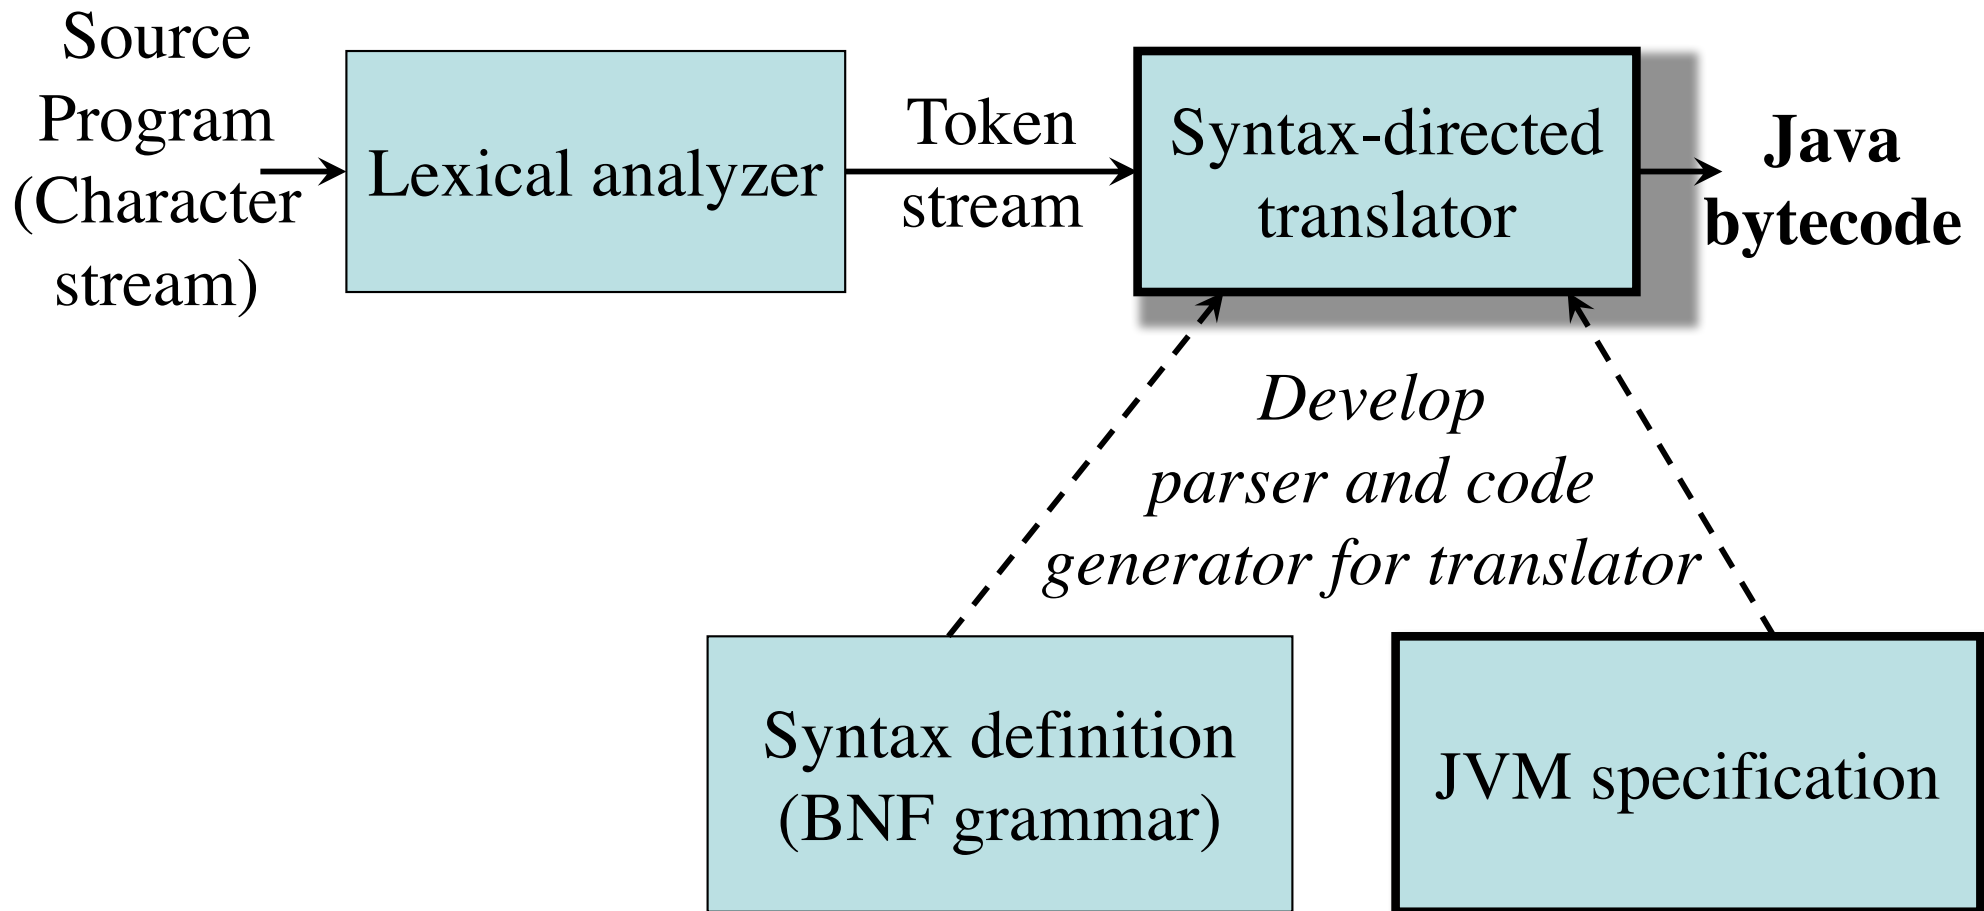 Source
Program
(Character
stream)
Lexical analyzer
Token
stream
Syntax-directed
translator
Java
bytecode
Develop
parser and code
generator for translator
Syntax definition
(BNF grammar)
JVM specification